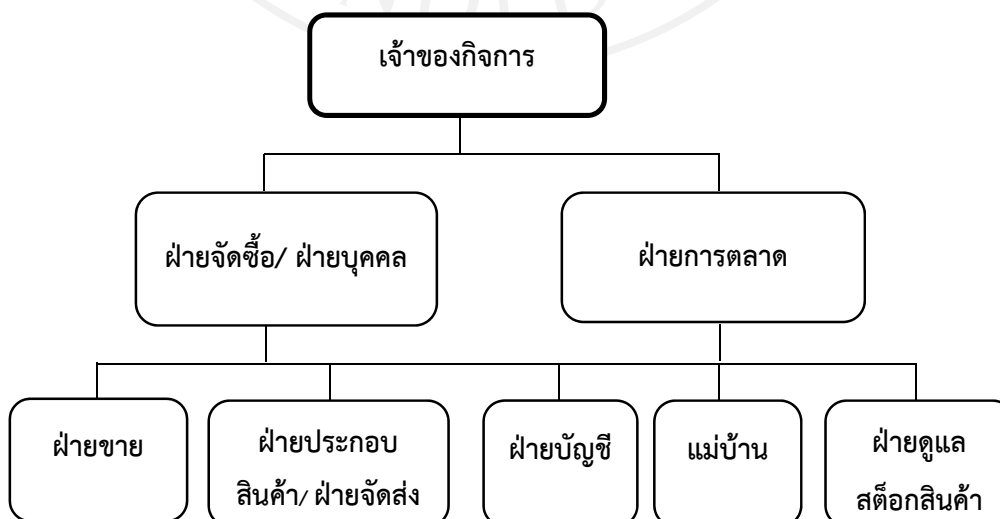 เจ้าของกิจการ
ฝ่ายจัดซื้อ/ ฝ่ายบุคคล
ฝ่ายการตลาด
ฝ่ายขาย
ฝ่ายประกอบ
สินค้า/ ฝ่ายจัดส่ง
ฝ่ายบัญชี
แม่บ้าน
ฝ่ายดูแล
สต็อกสินค้า